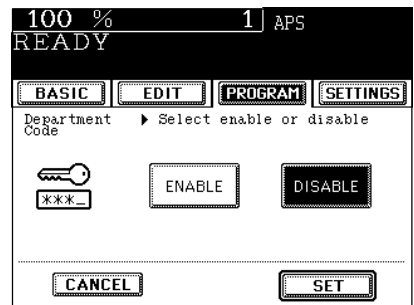 100 % 1 APS
READY
BASIC EDIT PROGRAM SETTINGS
Department Code ▶ Select enable or disable
***_ ENABLE DISABLE
CANCEL SET